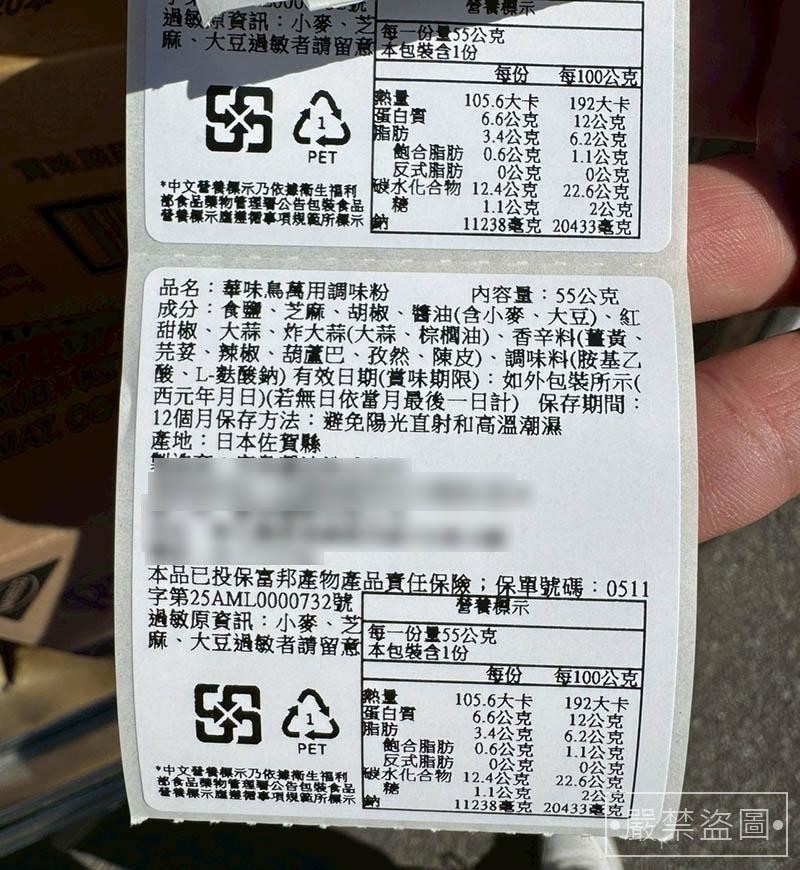 過敏原資訊：小麥、芝
麻、大豆過敏者請留意
營養標示
每一份量55公克
本包裝含1份
每份 每100公克
熱量 105.6大卡 192大卡
蛋白質 6.6公克 12公克
脂肪 3.4公克 6.2公克
飽合脂肪 0.6公克 1.1公克
反式脂肪 0公克 0公克
碳水化合物 12.4公克 22.6公克
糖 1.1公克 2公克
鈉 11238毫克 20433毫克
1
PET
*中文營養標示乃依據衛生福利
部食品藥物管理署公告包裝食品
營養標示應遵循事項規範所標示
品名：華味鳥萬用調味粉 內容量：55公克
成分：食鹽、芝麻、胡椒、醬油(含小麥、大豆)、紅
甜椒、大蒜、炸大蒜(大蒜、棕櫚油)、香辛料(薑黃、
芫荽、辣椒、葫蘆巴、孜然、陳皮)、調味料(胺基乙
酸、L-麩酸鈉) 有效日期(賞味期限)：如外包裝所示(
西元年月日)(若無日依當月最後一日計) 保存期間：
12個月保存方法：避免陽光直射和高溫潮濕
產地：日本佐賀縣
本品已投保富邦產物產品責任保險；保單號碼：0511
字第25AML0000732號
過敏原資訊：小麥、芝
麻、大豆過敏者請留意
營養標示
每一份量55公克
本包裝含1份
每份 每100公克
熱量 105.6大卡 192大卡
蛋白質 6.6公克 12公克
脂肪 3.4公克 6.2公克
飽合脂肪 0.6公克 1.1公克
反式脂肪 0公克 0公克
碳水化合物 12.4公克 22.6公克
糖 1.1公克 2公克
鈉 11238毫克 20433毫克
1
PET
*中文營養標示乃依據衛生福利
部食品藥物管理署公告包裝食品
營養標示應遵循事項規範所標示
嚴禁盜圖